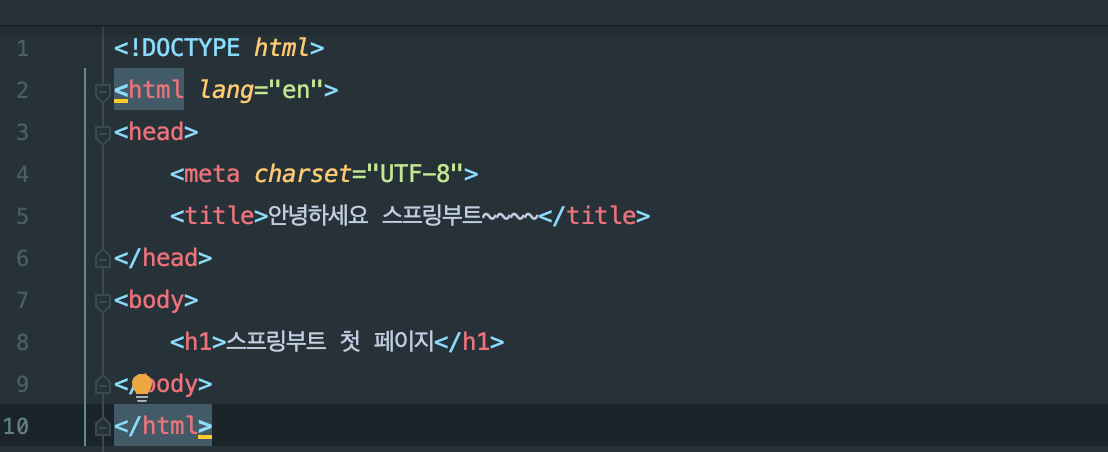 1 <!DOCTYPE html>
2 <html lang="en">
3 <head>
4 <meta charset="UTF-8">
5 <title>안녕하세요 스프링부트~~~~</title>
6 </head>
7 <body>
8 <h1>스프링부트 첫 페이지</h1>
9 </body>
10 </html>